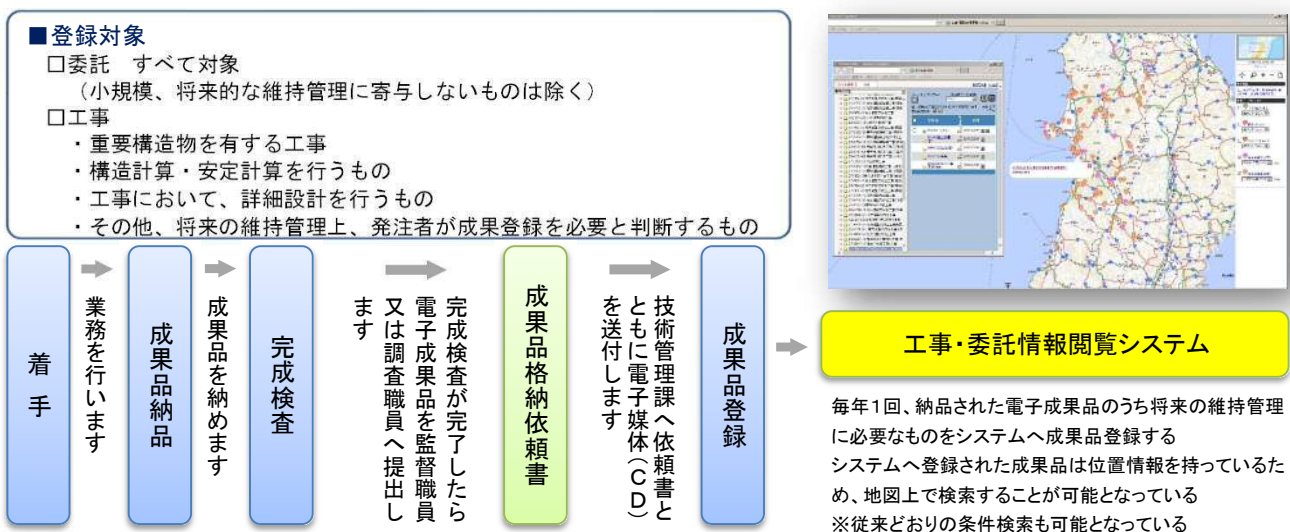 ■登録対象
□委託　すべて対象
（小規模、将来的な維持管理に寄与しないものは除く）
□工事
・重要構造物を有する工事
・構造計算・安定計算を行うもの
・工事において、詳細設計を行うもの
・その他、将来の維持管理上、発注者が成果登録を必要と判断するもの
着手
業務を行います
成果品納品
成果品を納めます
完成検査
完成検査が完了したら
電子成果品を監督職員
又は調査職員へ提出し
ます
成果品格納依頼書
技術管理課へ依頼書と
ともに電子媒体（ＣＤ）
を送付します
成果品登録
工事・委託情報閲覧システム
毎年１回、納品された電子成果品のうち将来の維持管理
に必要なものをシステムへ成果品登録する
システムへ登録された成果品は位置情報を持っているた
め、地図上で検索することが可能となっている
※従来どおりの条件検索も可能となっている